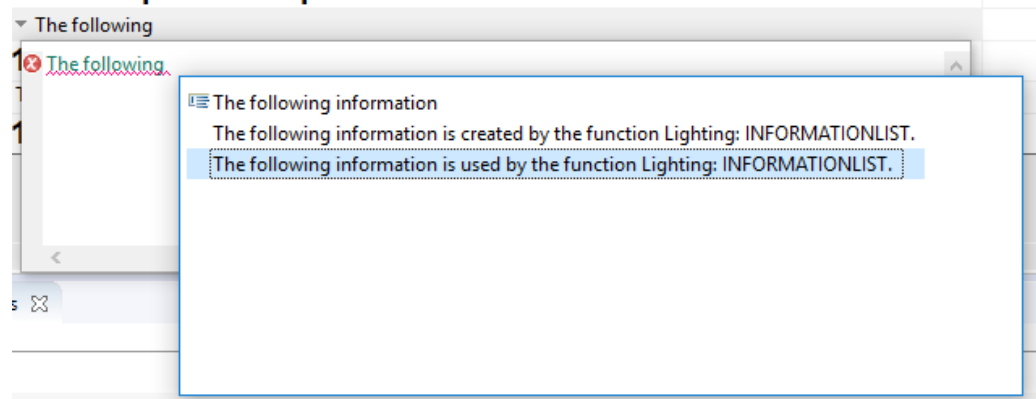 The following
The following
The following information
The following information is created by the function Lighting: INFORMATIONLIST.
The following information is used by the function Lighting: INFORMATIONLIST.
s